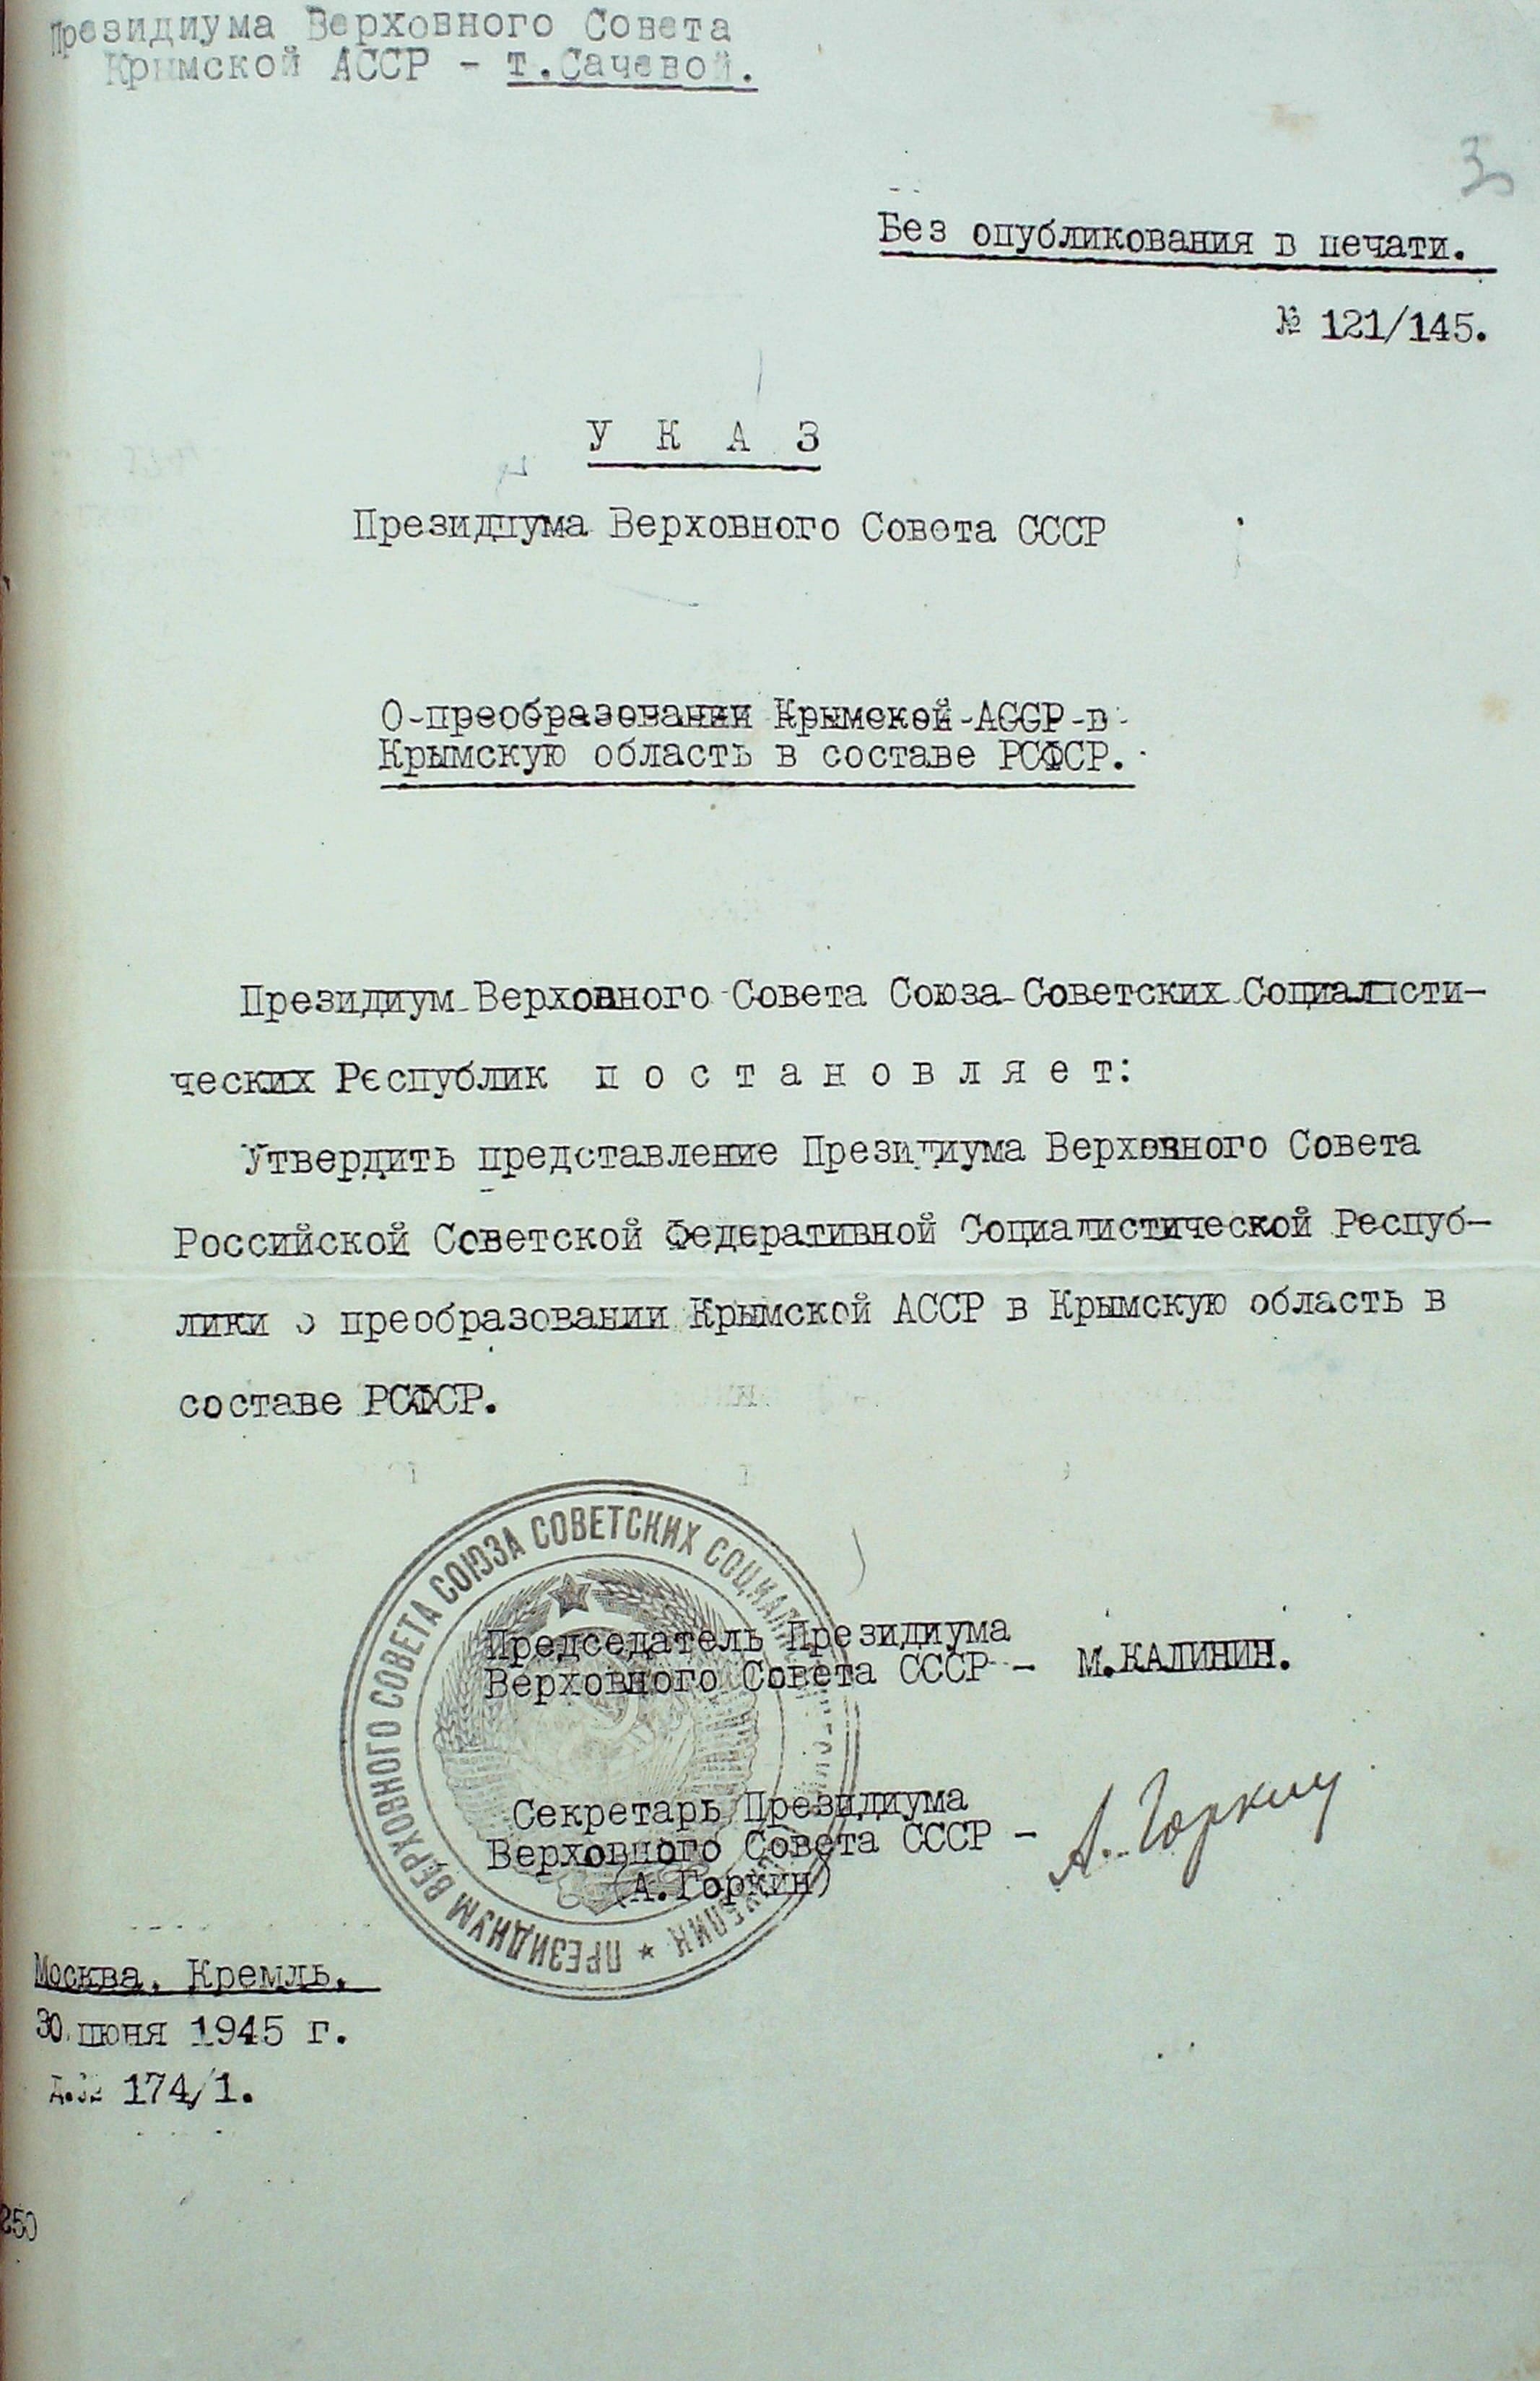 Президиума Верховного Совета
Крымской АССР - т.Сачевой.
3
Без опубликования в печати.
№ 121/145.
У К А З
Президиума Верховного Совета СССР
О преобразовании Крымской АССР в
Крымскую область в составе РСФСР.
Президиум Верховного Совета Союза Советских Социалисти-
ческих Республик п о с т а н о в л я е т:
Утвердить представление Президиума Верховного Совета
Российской Советской Федеративной Социалистической Респуб-
лики о преобразовании Крымской АССР в Крымскую область в
составе РСФСР.
ПРЕЗИДИУМ ВЕРХОВНОГО СОВЕТА СОЮЗА СОВЕТСКИХ
Председатель Президиума
Верховного Совета СССР - М.КАЛИНИН.
Секретарь Президиума
Верховного Совета СССР - А. Горкин
(А.Горкин)
Москва. Кремль.
30 июня 1945 г.
174/1.
250